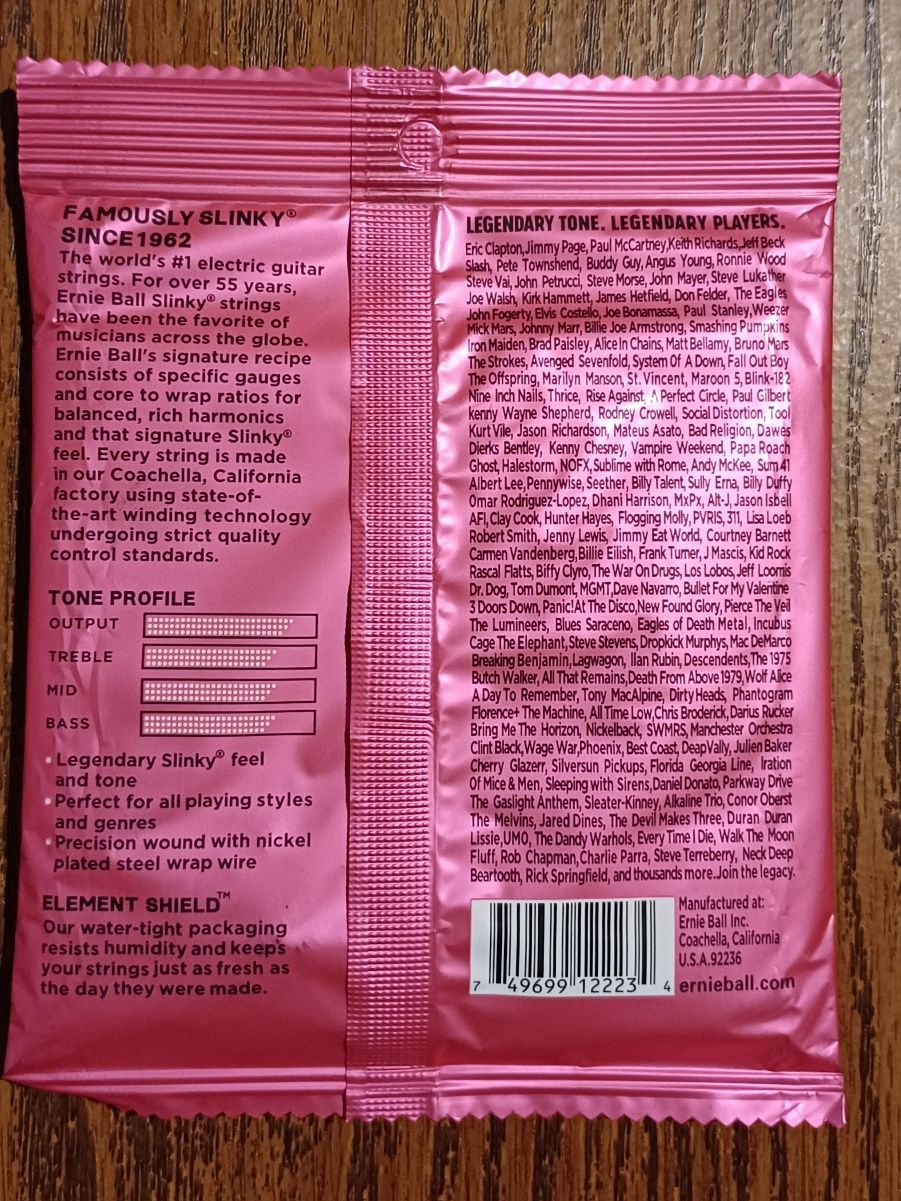 FAMOUSLY SLINKY®
SINCE 1962
The world's #1 electric guitar
strings. For over 55 years,
Ernie Ball Slinky® strings
have been the favorite of
musicians across the globe.
Ernie Ball's signature recipe
consists of specific gauges
and core to wrap ratios for
balanced, rich harmonics
and that signature Slinky®
feel. Every string is made
in our Coachella, California
factory using state-of-
the-art winding technology
undergoing strict quality
control standards.
TONE PROFILE
OUTPUT
TREBLE
MID
BASS
• Legendary Slinky® feel
and tone
• Perfect for all playing styles
and genres
• Precision wound with nickel
plated steel wrap wire
ELEMENT SHIELD™
Our water-tight packaging
resists humidity and keeps
your strings just as fresh as
the day they were made.
LEGENDARY TONE. LEGENDARY PLAYERS.
Eric Clapton, Jimmy Page, Paul McCartney, Keith Richards, Jeff Beck
Slash, Pete Townshend, Buddy Guy, Angus Young, Ronnie Wood
Steve Vai, John Petrucci, Steve Morse, John Mayer, Steve Lukather
Joe Walsh, Kirk Hammett, James Hetfield, Don Felder, The Eagles
John Fogerty, Elvis Costello, Joe Bonamassa, Paul Stanley, Weezer
Mick Mars, Johnny Marr, Billie Joe Armstrong, Smashing Pumpkins
Iron Maiden, Brad Paisley, Alice In Chains, Matt Bellamy, Bruno Mars
The Strokes, Avenged Sevenfold, System Of A Down, Fall Out Boy
The Offspring, Marilyn Manson, St. Vincent, Maroon 5, Blink-182
Nine Inch Nails, Thrice, Rise Against, A Perfect Circle, Paul Gilbert
kenny Wayne Shepherd, Rodney Crowell, Social Distortion, Tool
Kurt Vile, Jason Richardson, Mateus Asato, Bad Religion, Dawes
Dierks Bentley, Kenny Chesney, Vampire Weekend, Papa Roach
Ghost, Halestorm, NOFX, Sublime with Rome, Andy McKee, Sum 41
Albert Lee, Pennywise, Seether, Billy Talent, Sully Erna, Billy Duffy
Omar Rodriguez-Lopez, Dhani Harrison, MxPx, Alt-J, Jason Isbell
AFI, Clay Cook, Hunter Hayes, Flogging Molly, PVRIS, 311, Lisa Loeb
Robert Smith, Jenny Lewis, Jimmy Eat World, Courtney Barnett
Carmen Vandenberg, Billie Eilish, Frank Turner, J Mascis, Kid Rock
Rascal Flatts, Biffy Clyro, The War On Drugs, Los Lobos, Jeff Loomis
Dr. Dog, Tom Dumont, MGMT, Dave Navarro, Bullet For My Valentine
3 Doors Down, Panic! At The Disco, New Found Glory, Pierce The Veil
The Lumineers, Blues Saraceno, Eagles of Death Metal, Incubus
Cage The Elephant, Steve Stevens, Dropkick Murphys, Mac DeMarco
Breaking Benjamin, Lagwagon, Ilan Rubin, Descendents, The 1975
Butch Walker, All That Remains, Death From Above 1979, Wolf Alice
A Day To Remember, Tony MacAlpine, Dirty Heads, Phantogram
Florence+ The Machine, All Time Low, Chris Broderick, Darius Rucker
Bring Me The Horizon, Nickelback, SWMRS, Manchester Orchestra
Clint Black, Wage War, Phoenix, Best Coast, DeapVally, Julien Baker
Cherry Glazerr, Silversun Pickups, Florida Georgia Line, Iration
Of Mice & Men, Sleeping with Sirens, Daniel Donato, Parkway Drive
The Gaslight Anthem, Sleater-Kinney, Alkaline Trio, Conor Oberst
The Melvins, Jared Dines, The Devil Makes Three, Duran Duran
Lissie, UMO, The Dandy Warhols, Every Time I Die, Walk The Moon
Fluff, Rob Chapman, Charlie Parra, Steve Terreberry, Neck Deep
Beartooth, Rick Springfield, and thousands more. Join the legacy.
7 49699 12223 4
Manufactured at:
Ernie Ball Inc.
Coachella, California
U.S.A. 92236
ernieball.com